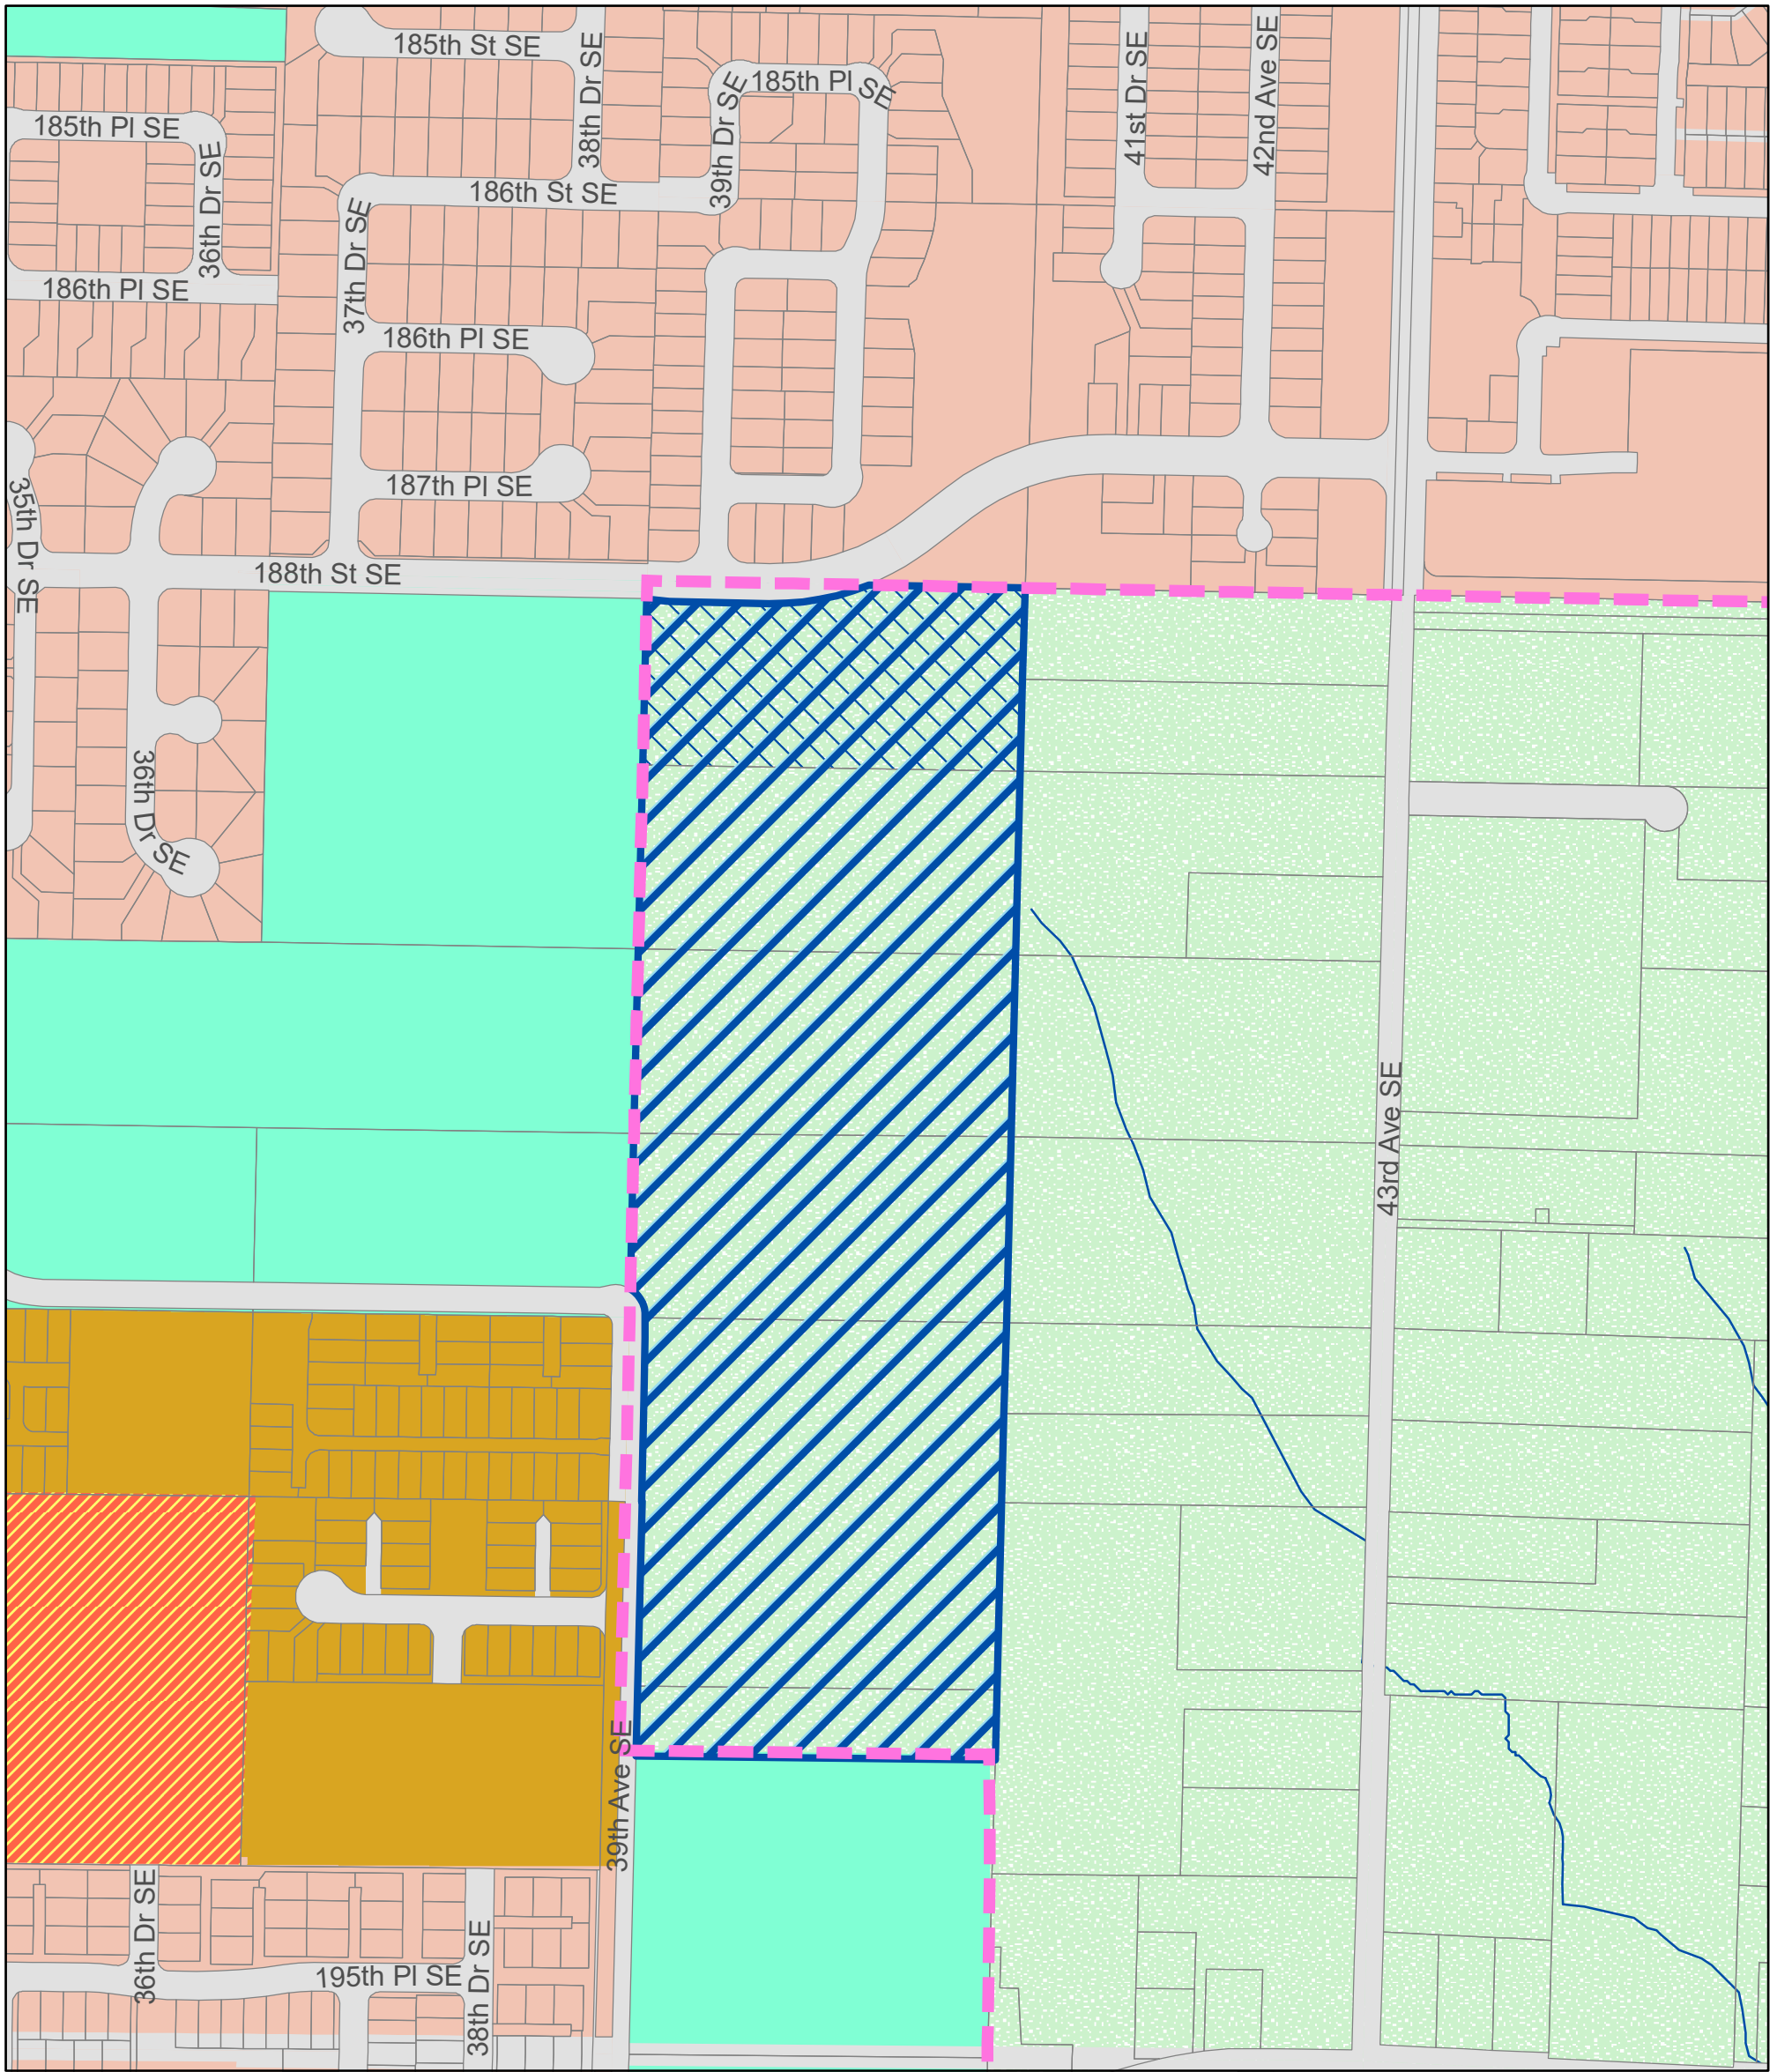 185th St SE
38th Dr SE
185th Pl SE
39th Dr SE
41st Dr SE
42nd Ave SE
185th Pl SE
36th Dr SE
186th St SE
37th Dr SE
186th Pl SE
186th Pl SE
187th Pl SE
35th Dr SE
188th St SE
36th Dr SE
43rd Ave SE
39th Ave SE
36th Dr SE
38th Dr SE
195th Pl SE